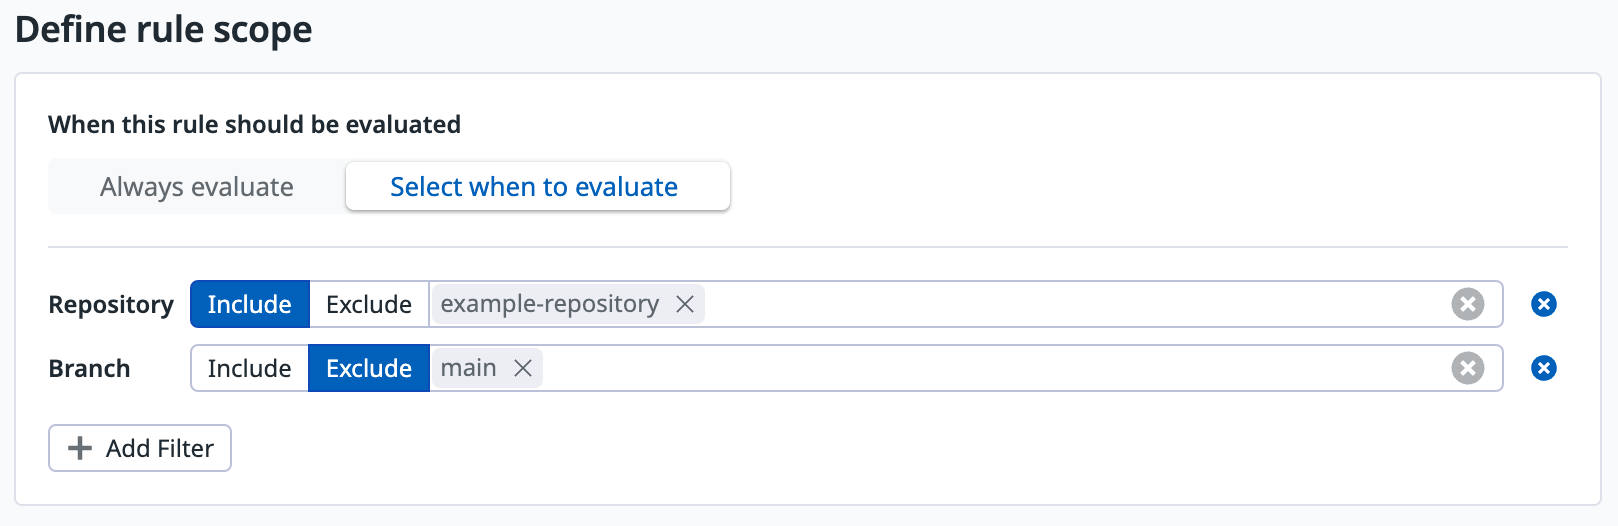 Define rule scope
When this rule should be evaluated
Always evaluate Select when to evaluate
Repository Include Exclude example-repository
Branch Include Exclude main
Add Filter